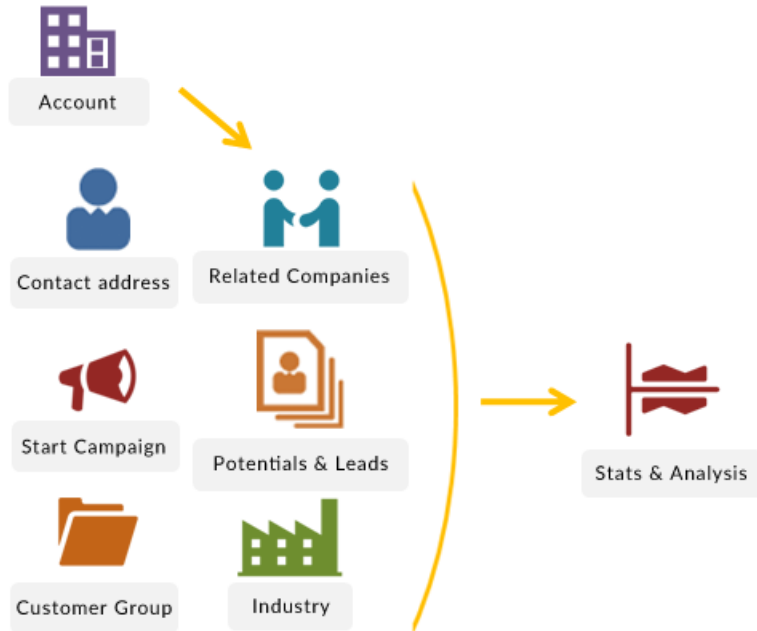 Account
Contact address
Related Companies
Start Campaign
Potentials & Leads
Stats & Analysis
Customer Group
Industry